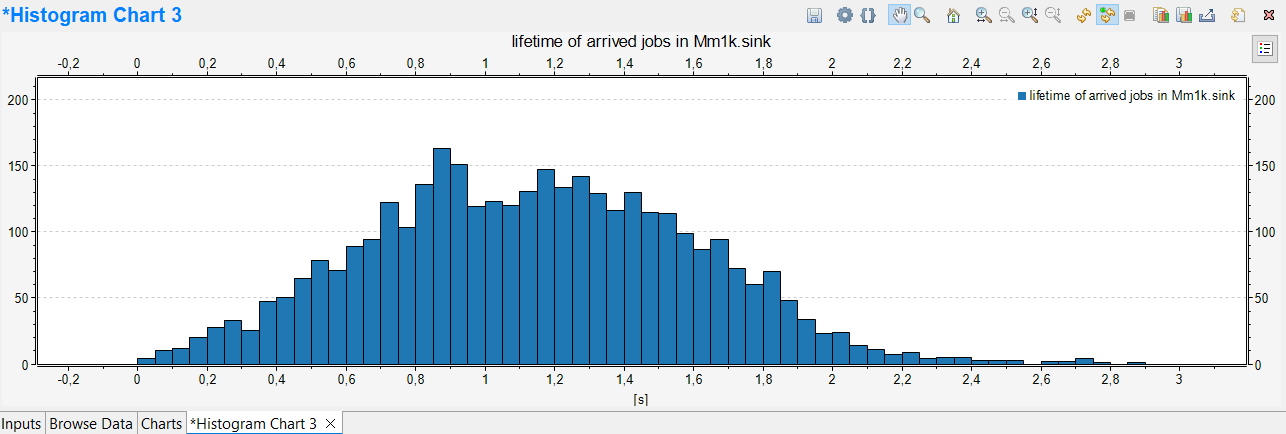 *Histogram Chart 3
lifetime of arrived jobs in Mm1k.sink
-0,2 0 0,2 0,4 0,6 0,8 1 1,2 1,4 1,6 1,8 2 2,2 2,4 2,6 2,8 3
lifetime of arrived jobs in Mm1k.sink
200 200
150 150
100 100
50 50
0 0
-0,2 0 0,2 0,4 0,6 0,8 1 1,2 1,4 1,6 1,8 2 2,2 2,4 2,6 2,8 3
[s]
Inputs Browse Data Charts *Histogram Chart 3